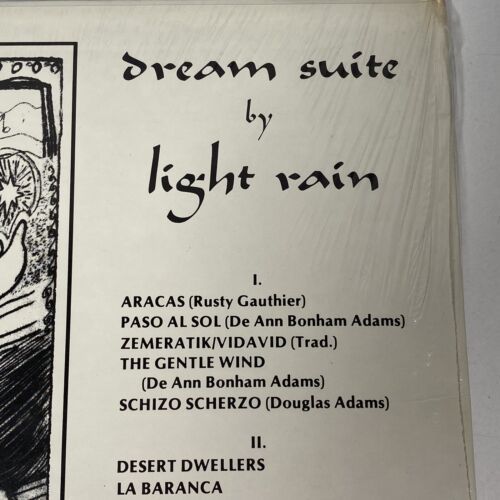 dream suite
by
light rain
I.
ARACAS (Rusty Gauthier)
PASO AL SOL (De Ann Bonham Adams)
ZEMERATIK/VIDAVID (Trad.)
THE GENTLE WIND
(De Ann Bonham Adams)
SCHIZO SCHERZO (Douglas Adams)
II.
DESERT DWELLERS
LA BARANCA